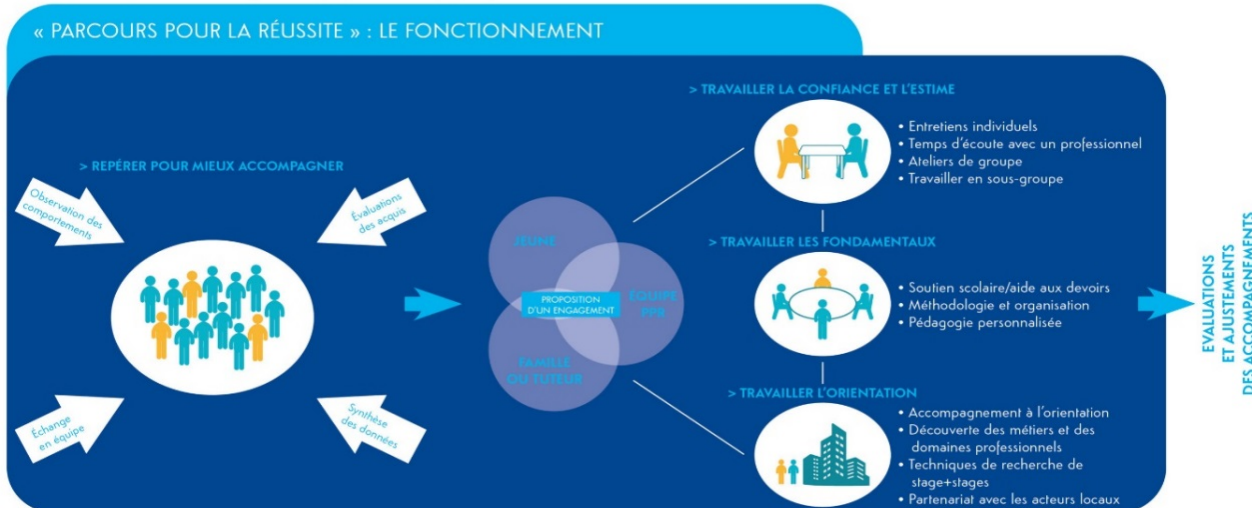 « PARCOURS POUR LA RÉUSSITE » : LE FONCTIONNEMENT
> REPÉRER POUR MIEUX ACCOMPAGNER
Observation des
comportements
Évaluations
des acquis
Échange
en équipe
Synthèse
des données
JEUNE
PROPOSITION
D'UN ENGAGEMENT
ÉQUIPE
PPR
FAMILLE
OU TUTEUR
> TRAVAILLER LA CONFIANCE ET L'ESTIME
• Entretiens individuels
• Temps d'écoute avec un professionnel
• Ateliers de groupe
• Travailler en sous-groupe
> TRAVAILLER LES FONDAMENTAUX
• Soutien scolaire/aide aux devoirs
• Méthodologie et organisation
• Pédagogie personnalisée
> TRAVAILLER L'ORIENTATION
• Accompagnement à l'orientation
• Découverte des métiers et des
domaines professionnels
• Techniques de recherche de
stage+stages
• Partenariat avec les acteurs locaux
EVALUATIONS
ET AJUSTEMENTS
DES ACCOMPAGNEMENTS